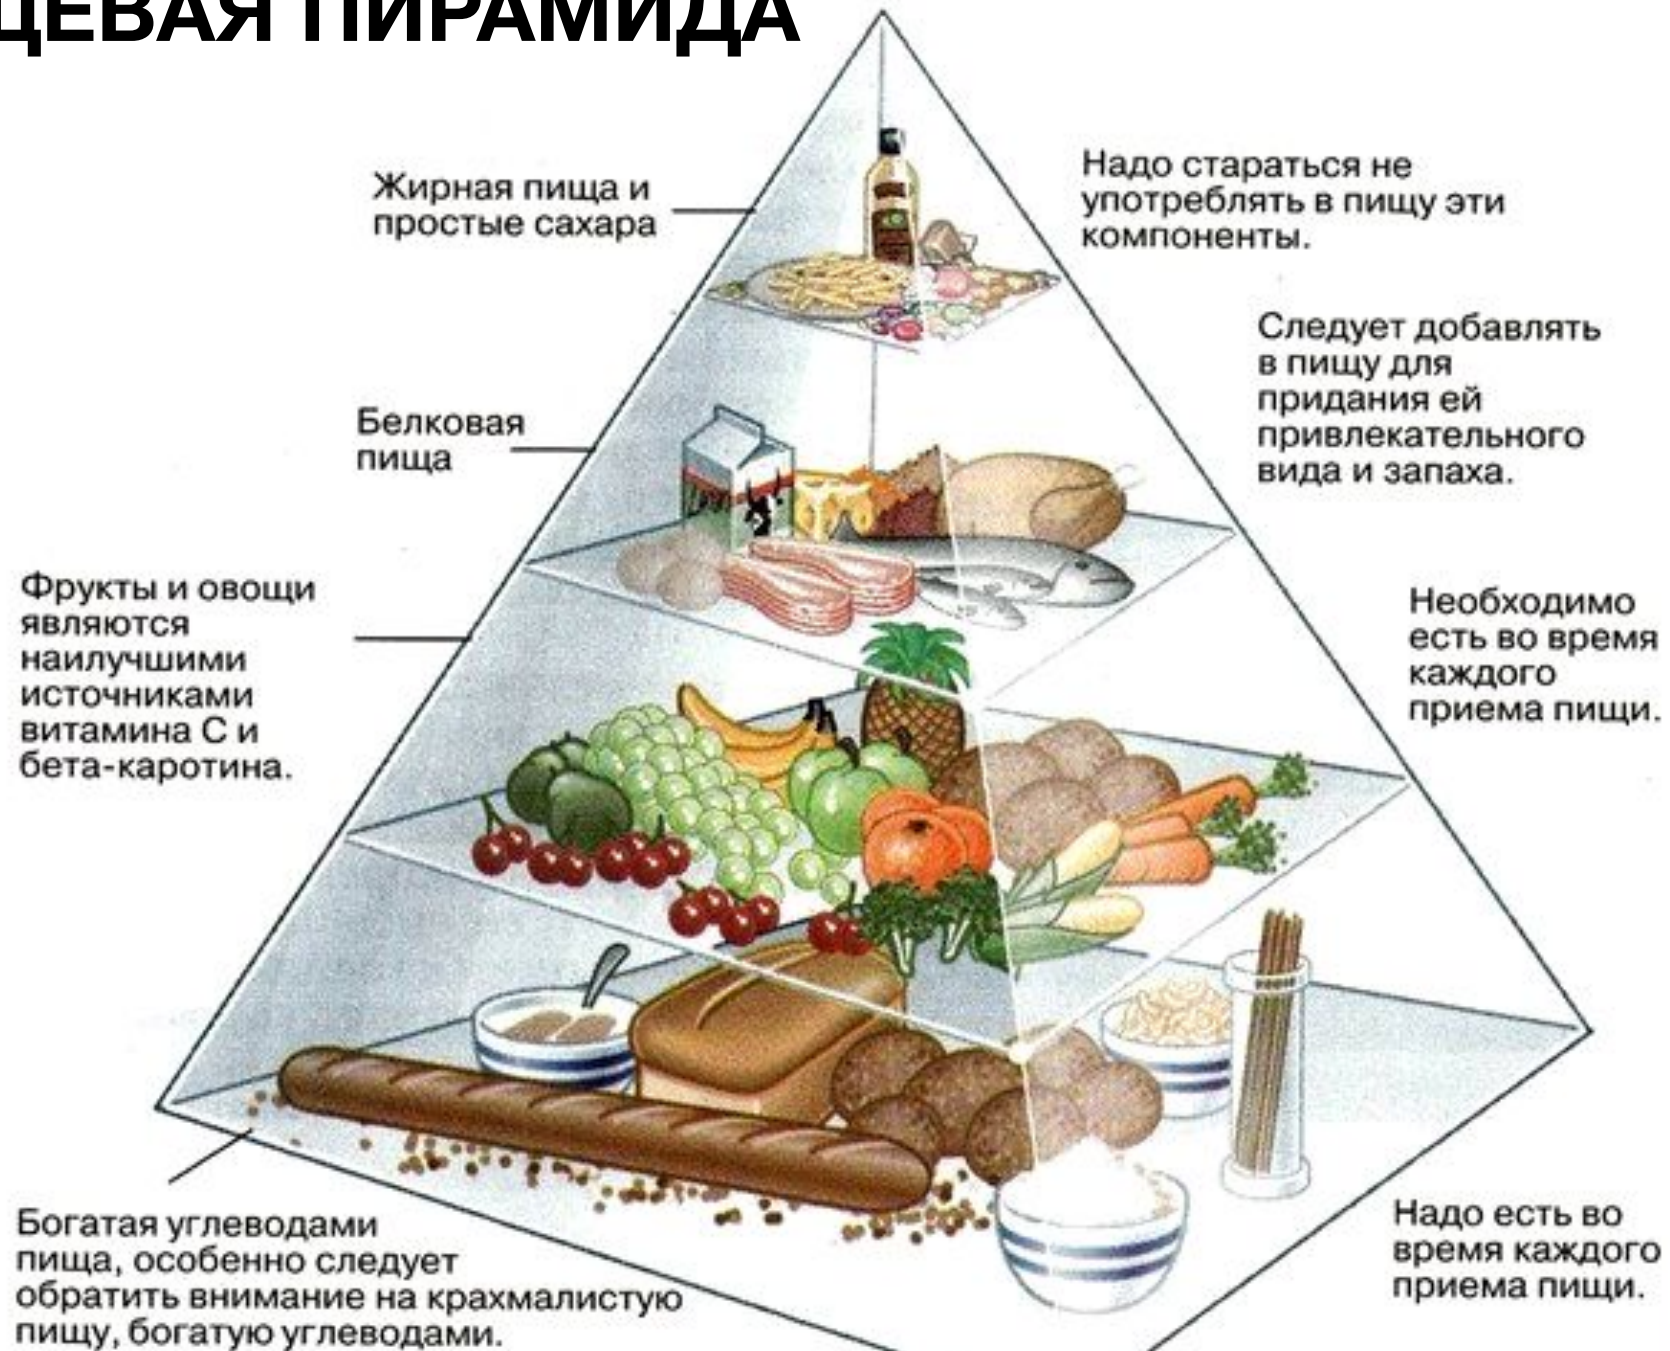 ЦЕВАЯ ПИРАМИДА
Жирная пища и
простые сахара
Надо стараться не
употреблять в пищу эти
компоненты.
Белковая
пища
Следует добавлять
в пищу для
придания ей
привлекательного
вида и запаха.
Фрукты и овощи
являются
наилучшими
источниками
витамина С и
бета-каротина.
Необходимо
есть во время
каждого
приема пищи.
Богатая углеводами
пища, особенно следует
обратить внимание на крахмалистую
пищу, богатую углеводами.
Надо есть во
время каждого
приема пищи.